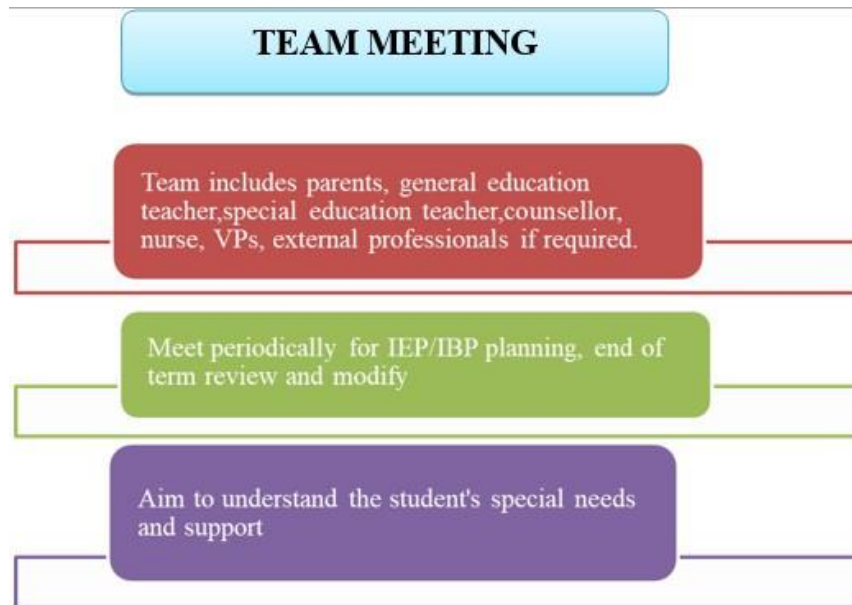 TEAM MEETING
Team includes parents, general education
teacher,special education teacher,counsellor,
nurse, VPs, external professionals if required.
Meet periodically for IEP/IBP planning, end of
term review and modify
Aim to understand the student's special needs
and support